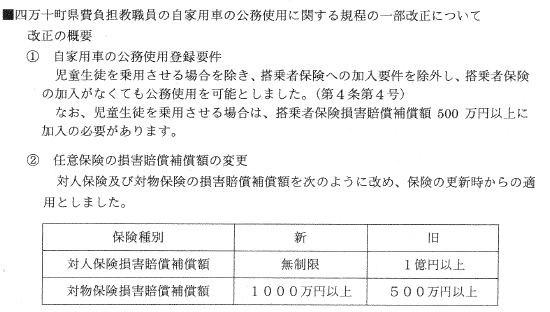 ■四万十町県費負担教職員の自家用車の公務使用に関する規程の一部改正について
改正の概要
① 自家用車の公務使用登録要件
児童生徒を乗用させる場合を除き、搭乗者保険への加入要件を除外し、搭乗者保険
の加入がなくても公務使用を可能としました。（第４条第４号）
なお、児童生徒を乗用させる場合は、搭乗者保険損害賠償補償額 500 万円以上に
加入の必要があります。
② 任意保険の損害賠償補償額の変更
対人保険及び対物保険の損害賠償補償額を次のように改め、保険の更新時からの適
用としました。
保険種別 新 旧
対人保険損害賠償補償額 無制限 １億円以上
対物保険損害賠償補償額 １０００万円以上 ５００万円以上